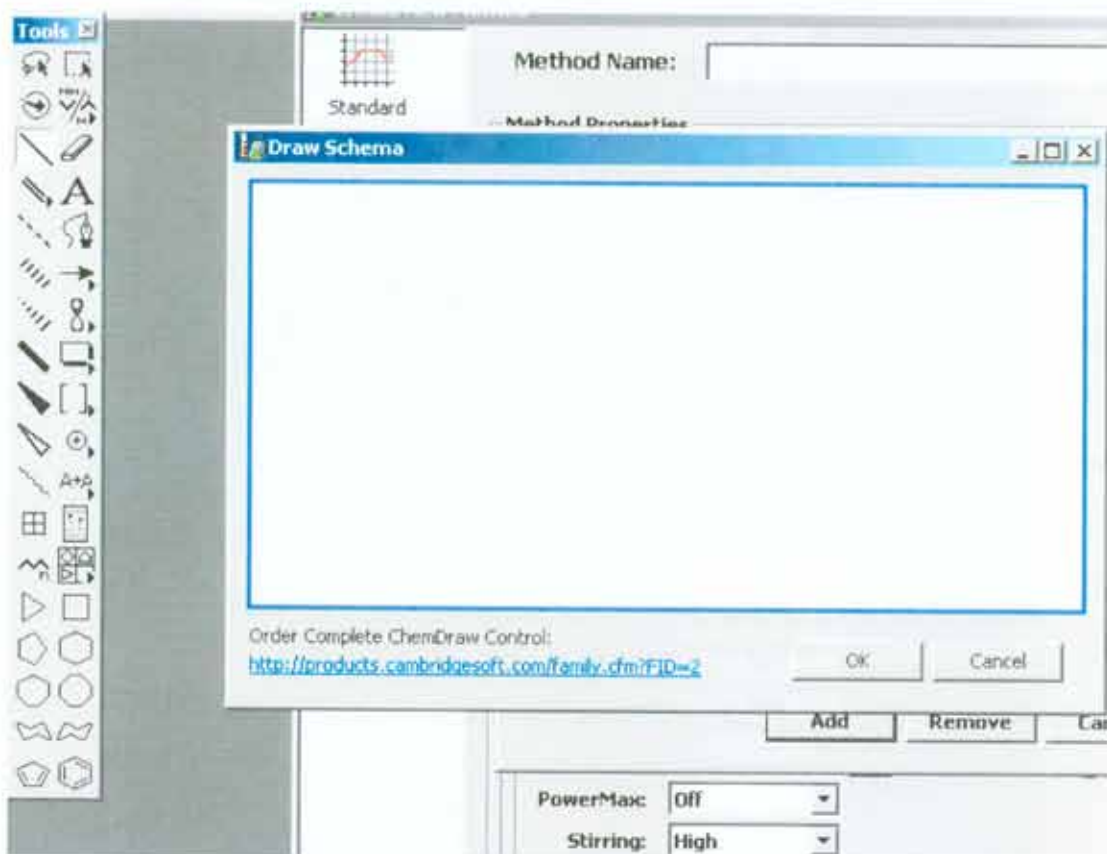 Tools
Standard
Method Name:
Method Properties
Draw Schema
A
A+A
Order Complete ChemDraw Control:
http://products.cambridgesoft.com/family.cfm?FID=2
OK
Cancel
Add
Remove
PowerMax:
Off
Stirring:
High